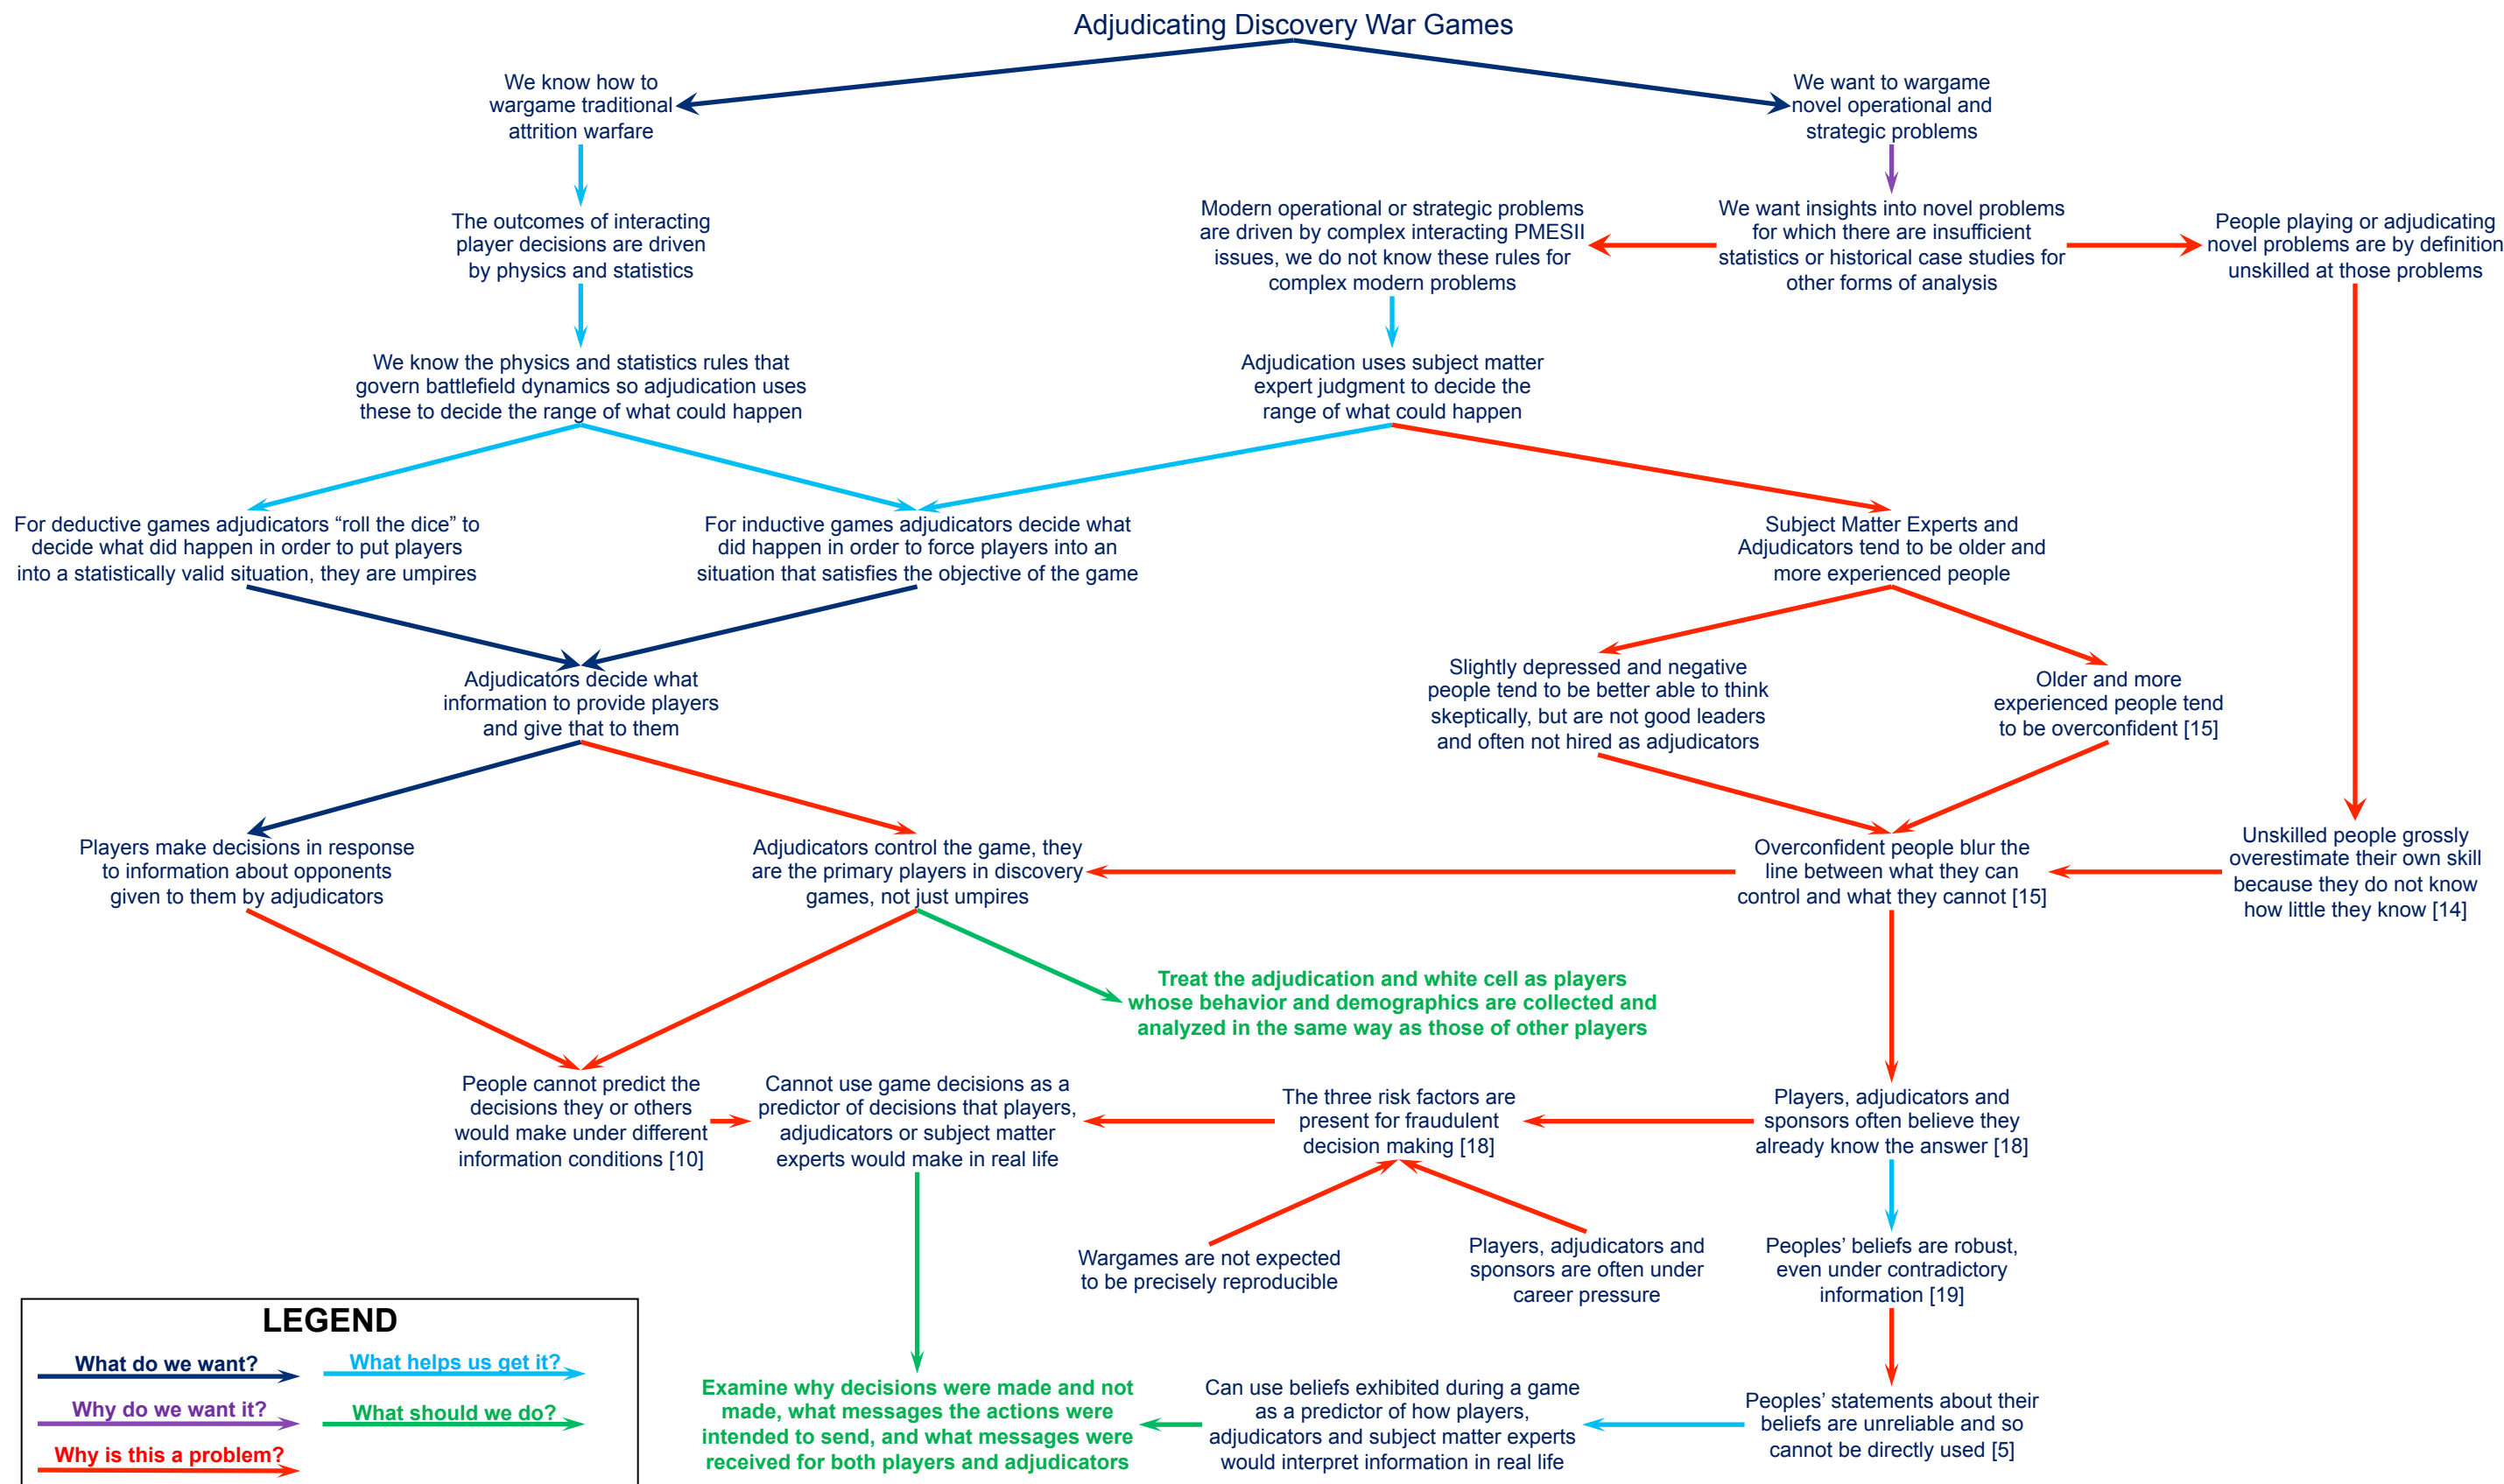 Adjudicating Discovery War Games
We know how to
wargame traditional
attrition warfare
We want to wargame
novel operational and
strategic problems
The outcomes of interacting
player decisions are driven
by physics and statistics
Modern operational or strategic problems
are driven by complex interacting PMESII
issues, we do not know these rules for
complex modern problems
We want insights into novel problems
for which there are insufficient
statistics or historical case studies for
other forms of analysis
People playing or adjudicating
novel problems are by definition
unskilled at those problems
We know the physics and statistics rules that
govern battlefield dynamics so adjudication uses
these to decide the range of what could happen
Adjudication uses subject matter
expert judgment to decide the
range of what could happen
For deductive games adjudicators “roll the dice” to
decide what did happen in order to put players
into a statistically valid situation, they are umpires
For inductive games adjudicators decide what
did happen in order to force players into an
situation that satisfies the objective of the game
Subject Matter Experts and
Adjudicators tend to be older and
more experienced people
Adjudicators decide what
information to provide players
and give that to them
Slightly depressed and negative
people tend to be better able to think
skeptically, but are not good leaders
and often not hired as adjudicators
Older and more
experienced people tend
to be overconfident [15]
Players make decisions in response
to information about opponents
given to them by adjudicators
Adjudicators control the game, they
are the primary players in discovery
games, not just umpires
Overconfident people blur the
line between what they can
control and what they cannot [15]
Unskilled people grossly
overestimate their own skill
because they do not know
how little they know [14]
Treat the adjudication and white cell as players
whose behavior and demographics are collected and
analyzed in the same way as those of other players
People cannot predict the
decisions they or others
would make under different
information conditions [10]
Cannot use game decisions as a
predictor of decisions that players,
adjudicators or subject matter
experts would make in real life
The three risk factors are
present for fraudulent
decision making [18]
Players, adjudicators and
sponsors often believe they
already know the answer [18]
Wargames are not expected
to be precisely reproducible
Players, adjudicators and
sponsors are often under
career pressure
Peoples’ beliefs are robust,
even under contradictory
information [19]
Examine why decisions were made and not
made, what messages the actions were
intended to send, and what messages were
received for both players and adjudicators
Can use beliefs exhibited during a game
as a predictor of how players,
adjudicators and subject matter experts
would interpret information in real life
Peoples’ statements about their
beliefs are unreliable and so
cannot be directly used [5]
LEGEND
What do we want?
What helps us get it?
Why do we want it?
What should we do?
Why is this a problem?